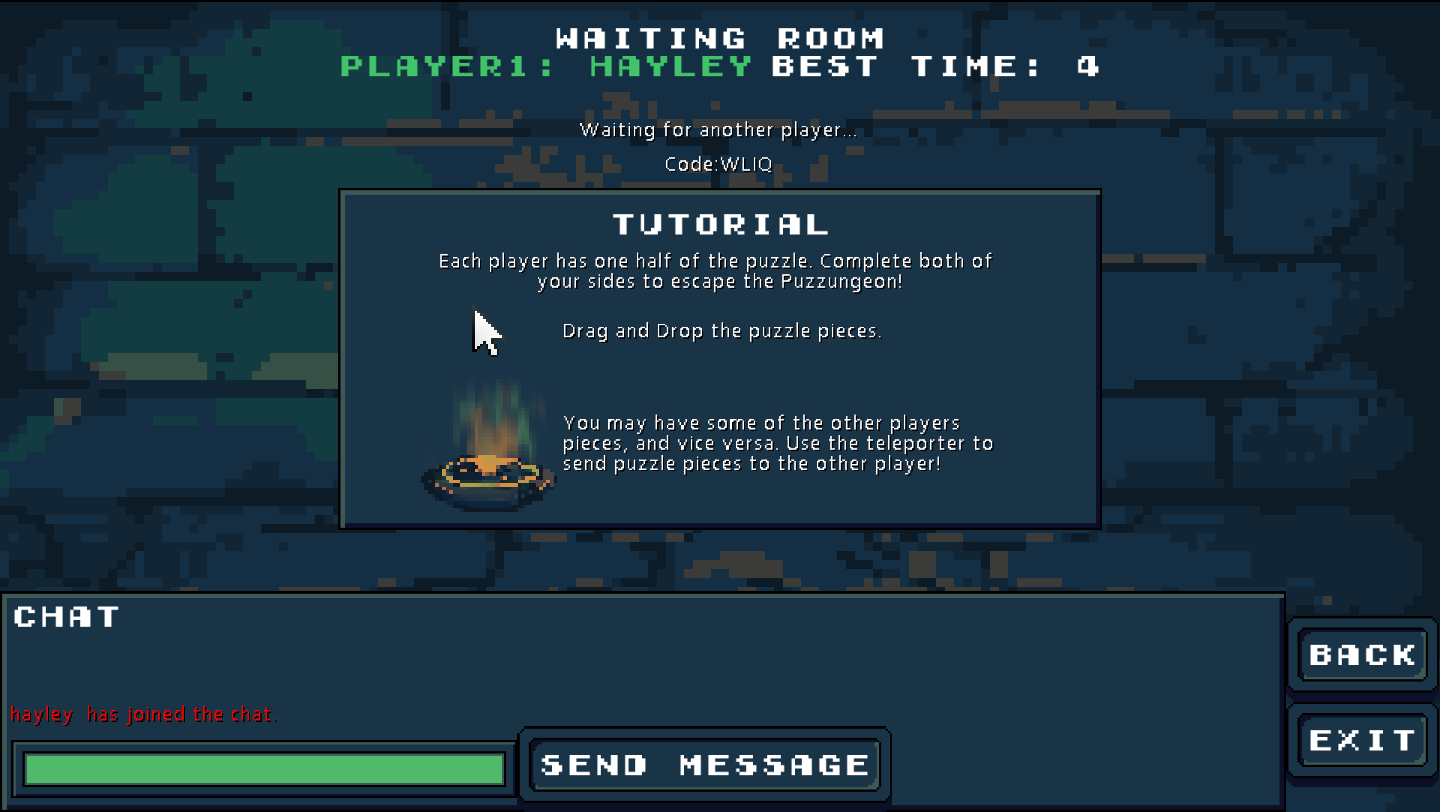 WAITING ROOM
PLAYER1: HAYLEY BEST TIME: 4
Waiting for another player...
Code:WLIQ
TUTORIAL
Each player has one half of the puzzle. Complete both of
your sides to escape the Puzzungeon!
Drag and Drop the puzzle pieces.
You may have some of the other players
pieces, and vice versa. Use the teleporter to
send puzzle pieces to the other player!
CHAT
hayley has joined the chat.
SEND MESSAGE
BACK
EXIT